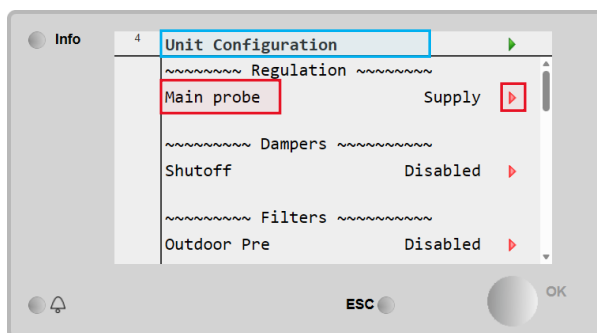 Info
4 Unit Configuration
~~~~~~~~ Regulation ~~~~~~~~
Main probe Supply
~~~~~~~~~ Dampers ~~~~~~~~~~
Shutoff Disabled
~~~~~~~~~ Filters ~~~~~~~~~~
Outdoor Pre Disabled
ESC
OK